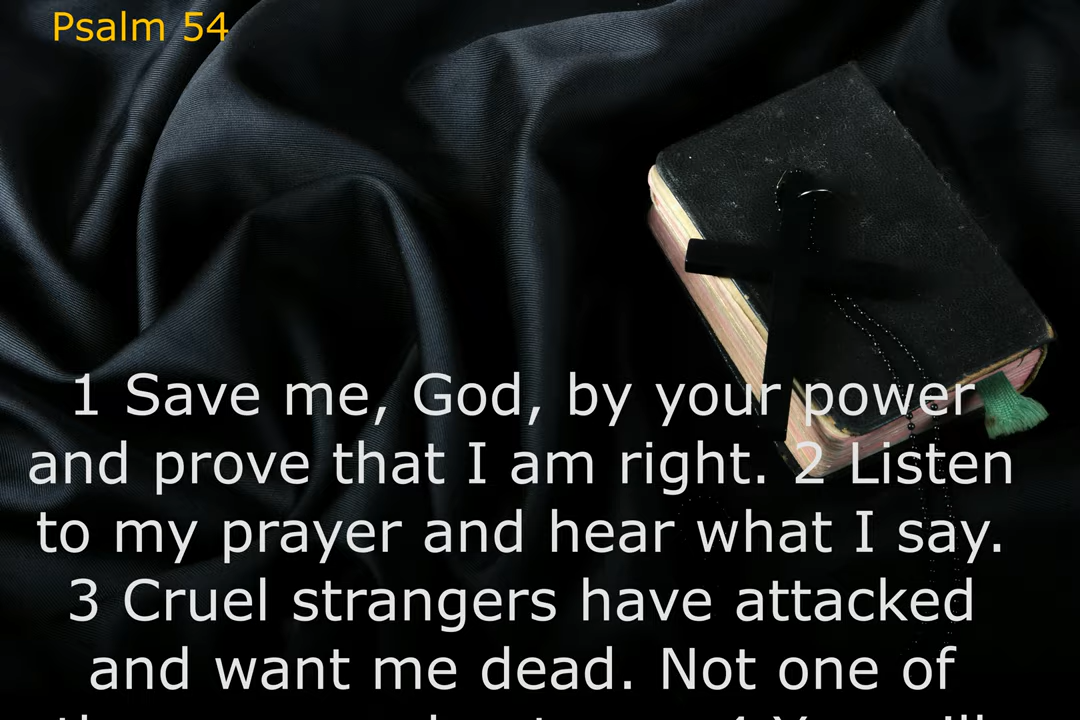 Psalm 54
1 Save me, God, by your power
and prove that I am right. 2 Listen
to my prayer and hear what I say.
3 Cruel strangers have attacked
and want me dead. Not one of